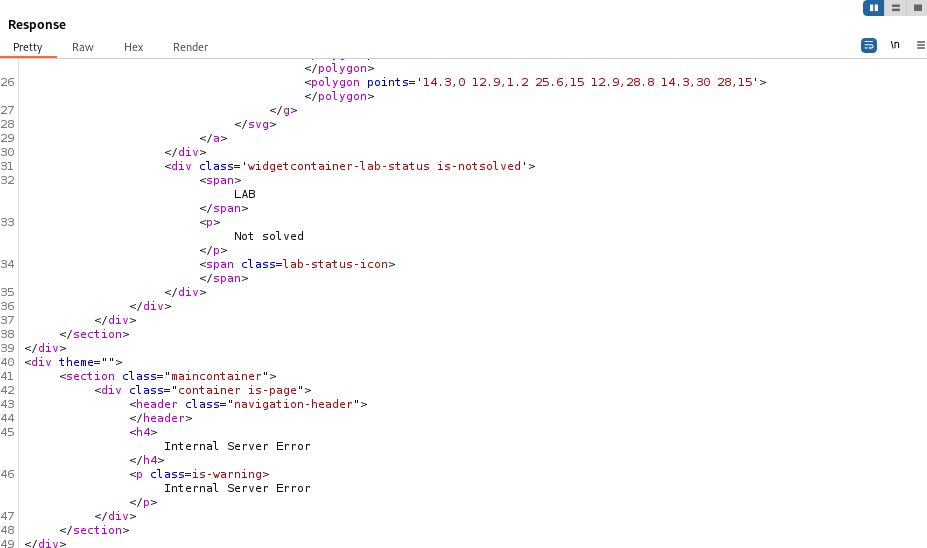 Response
Pretty Raw Hex Render \n
</polygon>
26 <polygon points='14.3,0 12.9,1.2 25.6,15 12.9,28.8 14.3,30 28,15'>
</polygon>
27 </g>
28 </svg>
29 </a>
30 </div>
31 <div class='widgetcontainer-lab-status is-notsolved'>
32 <span>
LAB
</span>
33 <p>
Not solved
</p>
34 <span class=lab-status-icon>
</span>
35 </div>
36 </div>
37 </div>
38 </section>
39 </div>
40 <div theme="">
41 <section class="maincontainer">
42 <div class="container is-page">
43 <header class="navigation-header">
44 </header>
45 <h4>
Internal Server Error
</h4>
46 <p class=is-warning>
Internal Server Error
</p>
47 </div>
48 </section>
49 </div>